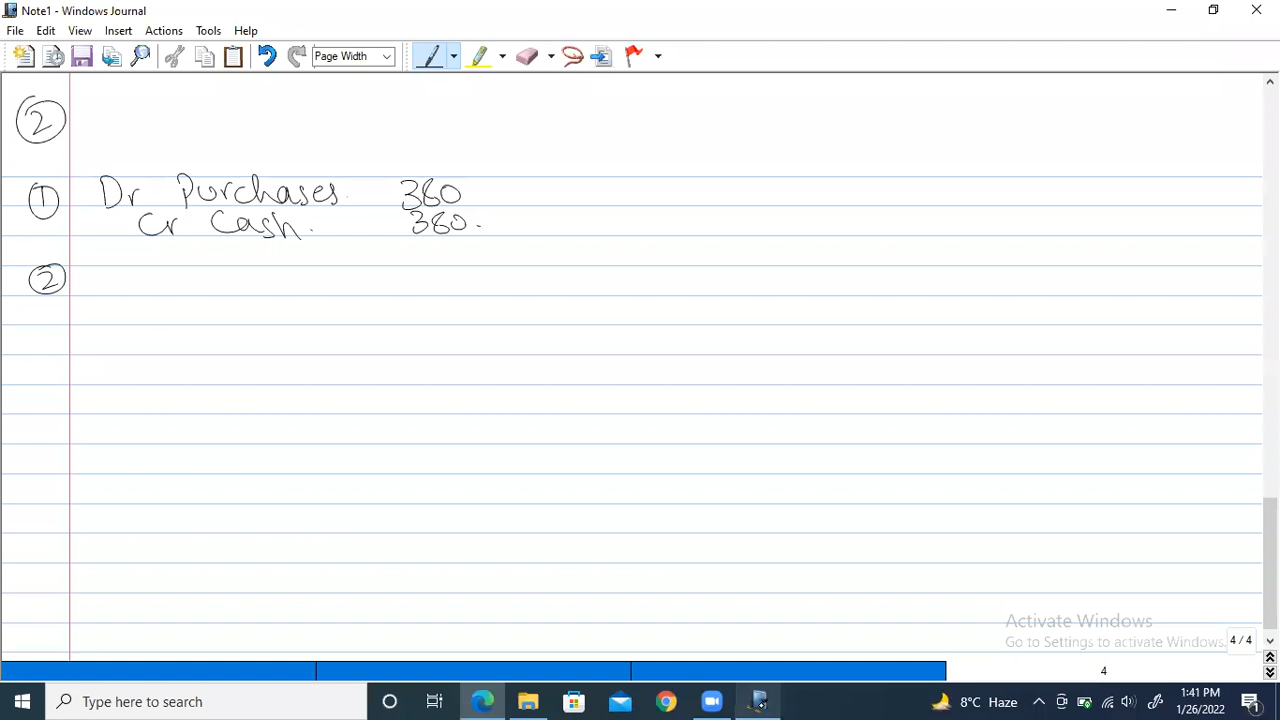 Note1 - Windows Journal
File Edit View Insert Actions Tools Help
Page Width
2
1 Dr Purchases 380
Cr Cash. 380.
2
Activate Windows
Go to Settings to activate Windows.
4 / 4
4
Type here to search
8°C Haze
1:41 PM
1/26/2022
1